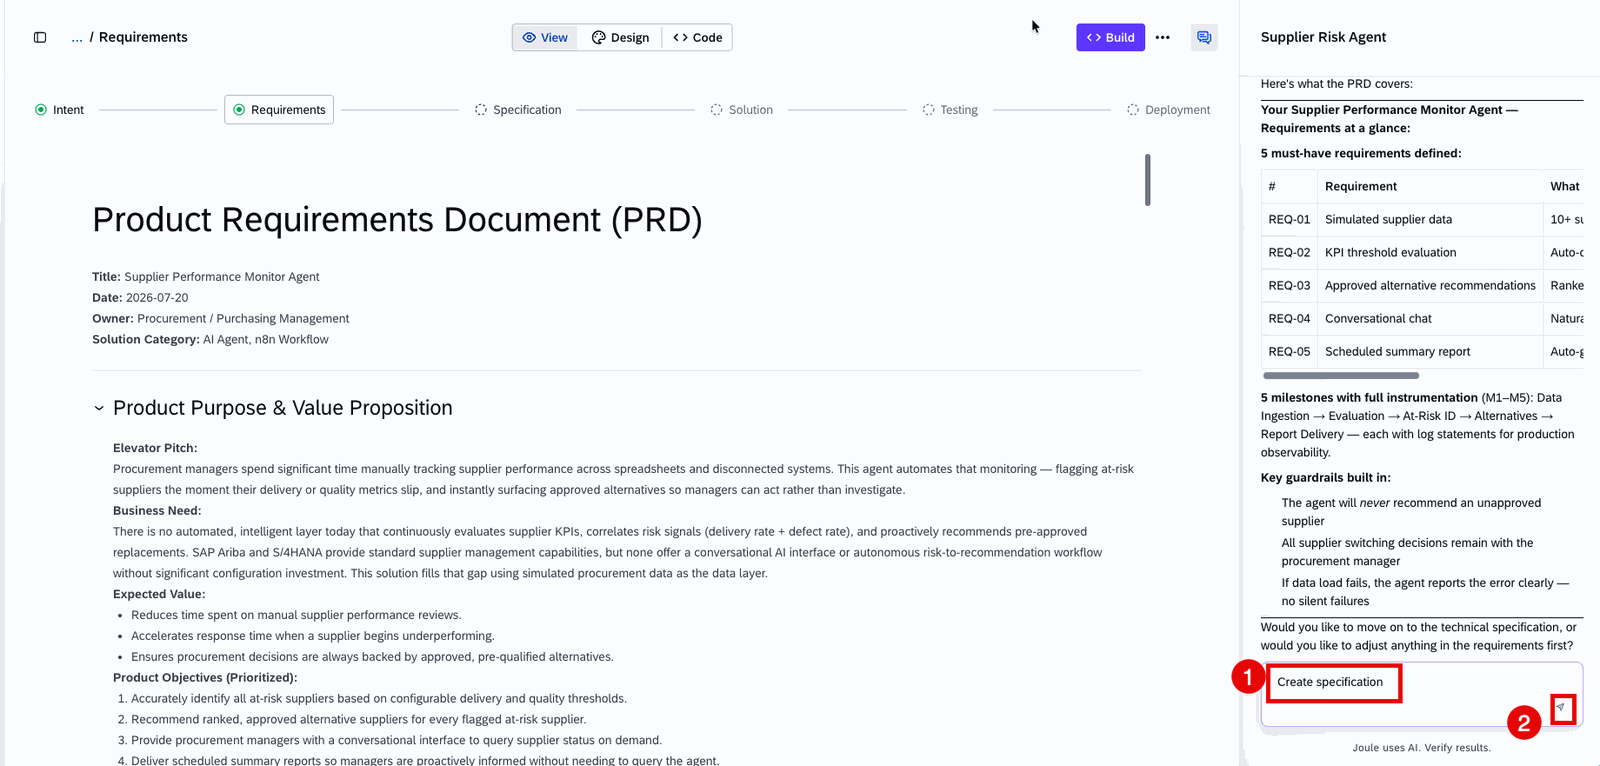 ... / Requirements
View
Design
Code
Build
Supplier Risk Agent
Intent
Requirements
Specification
Solution
Testing
Deployment
Product Requirements Document (PRD)
Title: Supplier Performance Monitor Agent
Date: 2026-07-20
Owner: Procurement / Purchasing Management
Solution Category: AI Agent, n8n Workflow
Product Purpose & Value Proposition
Elevator Pitch:
Procurement managers spend significant time manually tracking supplier performance across spreadsheets and disconnected systems. This agent automates that monitoring — flagging at-risk
suppliers the moment their delivery or quality metrics slip, and instantly surfacing approved alternatives so managers can act rather than investigate.
Business Need:
There is no automated, intelligent layer today that continuously evaluates supplier KPIs, correlates risk signals (delivery rate + defect rate), and proactively recommends pre-approved
replacements. SAP Ariba and S/4HANA provide standard supplier management capabilities, but none offer a conversational AI interface or autonomous risk-to-recommendation workflow
without significant configuration investment. This solution fills that gap using simulated procurement data as the data layer.
Expected Value:
• Reduces time spent on manual supplier performance reviews.
• Accelerates response time when a supplier begins underperforming.
• Ensures procurement decisions are always backed by approved, pre-qualified alternatives.
Product Objectives (Prioritized):
1. Accurately identify all at-risk suppliers based on configurable delivery and quality thresholds.
2. Recommend ranked, approved alternative suppliers for every flagged at-risk supplier.
3. Provide procurement managers with a conversational interface to query supplier status on demand.
4. Deliver scheduled summary reports so managers are proactively informed without needing to query the agent.
Here's what the PRD covers:
Your Supplier Performance Monitor Agent —
Requirements at a glance:
5 must-have requirements defined:
# Requirement What
REQ-01 Simulated supplier data 10+ su
REQ-02 KPI threshold evaluation Auto-c
REQ-03 Approved alternative recommendations Ranke
REQ-04 Conversational chat Natura
REQ-05 Scheduled summary report Auto-g
5 milestones with full instrumentation (M1–M5): Data
Ingestion → Evaluation → At-Risk ID → Alternatives →
Report Delivery — each with log statements for production
observability.
Key guardrails built in:
The agent will never recommend an unapproved
supplier
All supplier switching decisions remain with the
procurement manager
If data load fails, the agent reports the error clearly —
no silent failures
Would you like to move on to the technical specification, or
would you like to adjust anything in the requirements first?
1
Create specification
2
Joule uses AI. Verify results.